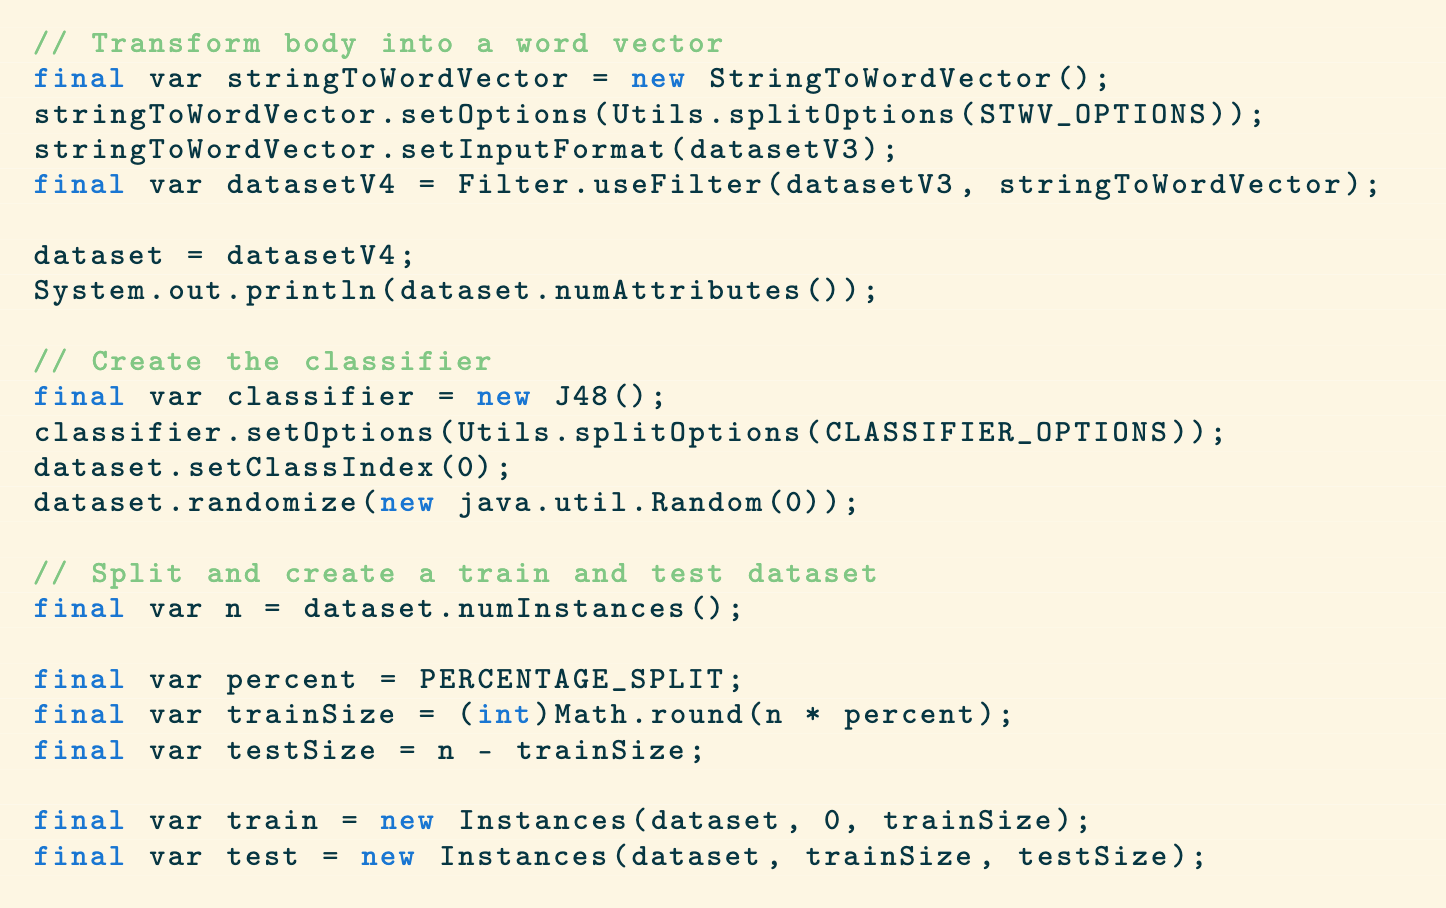 // Transform body into a word vector
final var stringToWordVector = new StringToWordVector();
stringToWordVector.setOptions(Utils.splitOptions(STWV_OPTIONS));
stringToWordVector.setInputFormat(datasetV3);
final var datasetV4 = Filter.useFilter(datasetV3, stringToWordVector);

dataset = datasetV4;
System.out.println(dataset.numAttributes());

// Create the classifier
final var classifier = new J48();
classifier.setOptions(Utils.splitOptions(CLASSIFIER_OPTIONS));
dataset.setClassIndex(0);
dataset.randomize(new java.util.Random(0));

// Split and create a train and test dataset
final var n = dataset.numInstances();

final var percent = PERCENTAGE_SPLIT;
final var trainSize = (int)Math.round(n * percent);
final var testSize = n - trainSize;

final var train = new Instances(dataset, 0, trainSize);
final var test = new Instances(dataset, trainSize, testSize);